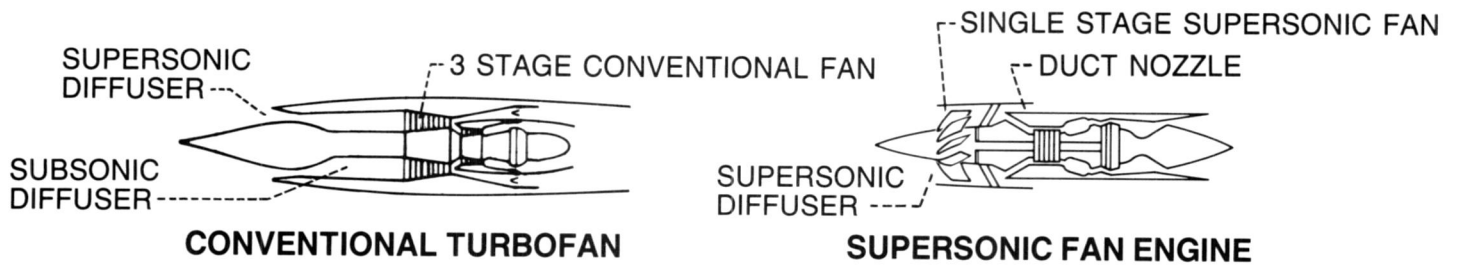 SUPERSONIC
DIFFUSER
3 STAGE CONVENTIONAL FAN
SUBSONIC
DIFFUSER
CONVENTIONAL TURBOFAN
SINGLE STAGE SUPERSONIC FAN
DUCT NOZZLE
SUPERSONIC
DIFFUSER
SUPERSONIC FAN ENGINE